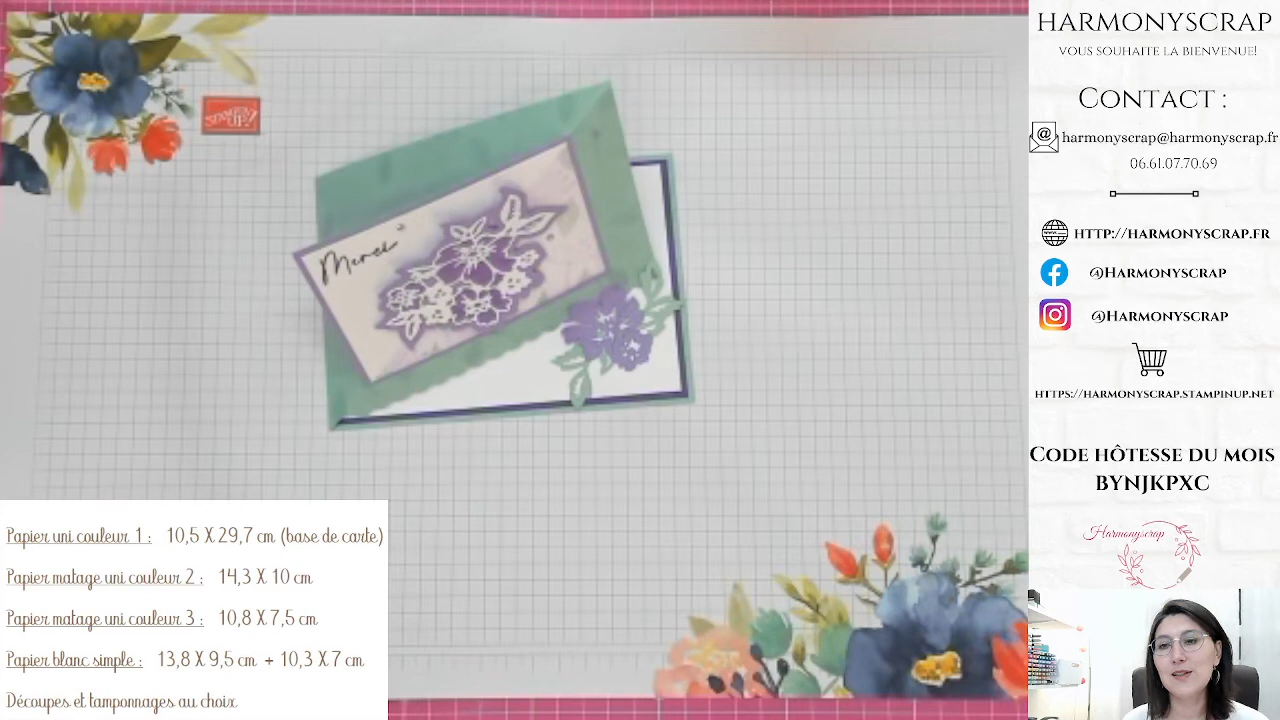 STAMPIN' UP!
Merci
Papier uni couleur 1 : 10,5 X 29,7 cm (base de carte)
Papier matage uni couleur 2 : 14,3 X 10 cm
Papier matage uni couleur 3 : 10,8 X 7,5 cm
Papier blanc simple : 13,8 X 9,5 cm + 10,3 X 7 cm
Découpes et tamponnages au choix
HARMONYSCRAP
VOUS SOUHAITE LA BIENVENUE!
CONTACT :
@
harmonyscrap@harmonyscrap.fr
06.61.07.70.69
www.
HTTP://HARMONYSCRAP.FR
@HARMONYSCRAP
@HARMONYSCRAP
HTTPS://HARMONYSCRAP.STAMPINUP.NET
CODE HÔTESSE DU MOIS
BYNJKPXC
Harmonyscrap